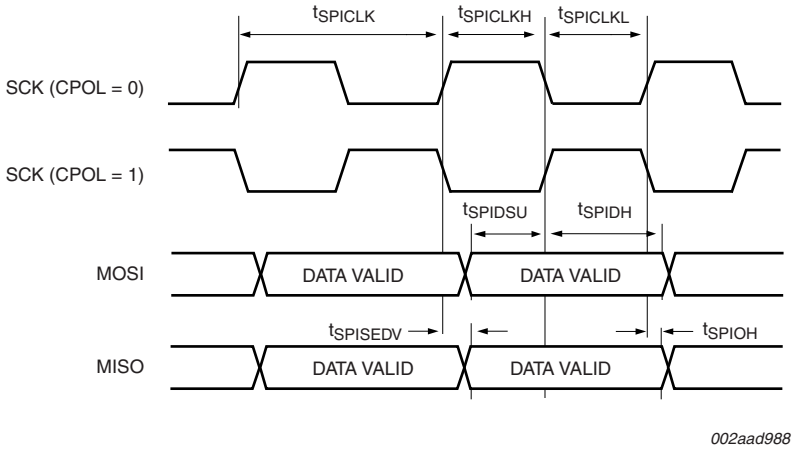 tSPICLK tSPICLKH tSPICLKL
SCK (CPOL = 0)
SCK (CPOL = 1)
tSPIDSU tSPIDH
MOSI DATA VALID DATA VALID
tSPISEDV tSPIOH
MISO DATA VALID DATA VALID
002aad988